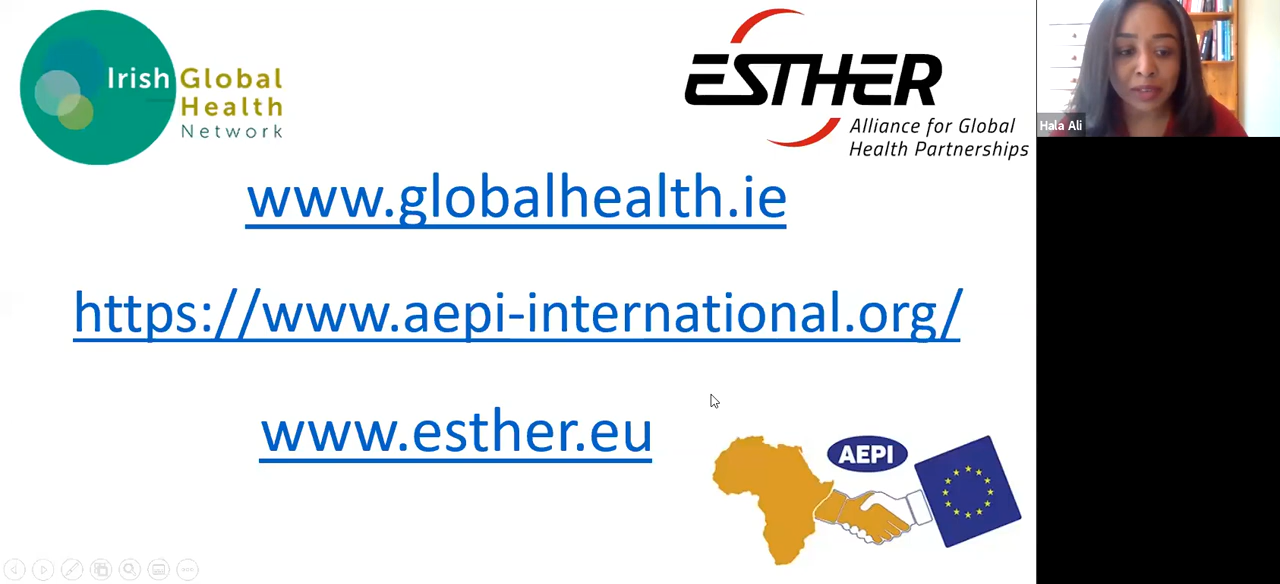 Irish Global
Health
Network
ESTHER
Alliance for Global
Health Partnerships
Hala Ali
www.globalhealth.ie
https://www.aepi-international.org/
www.esther.eu
AEPI